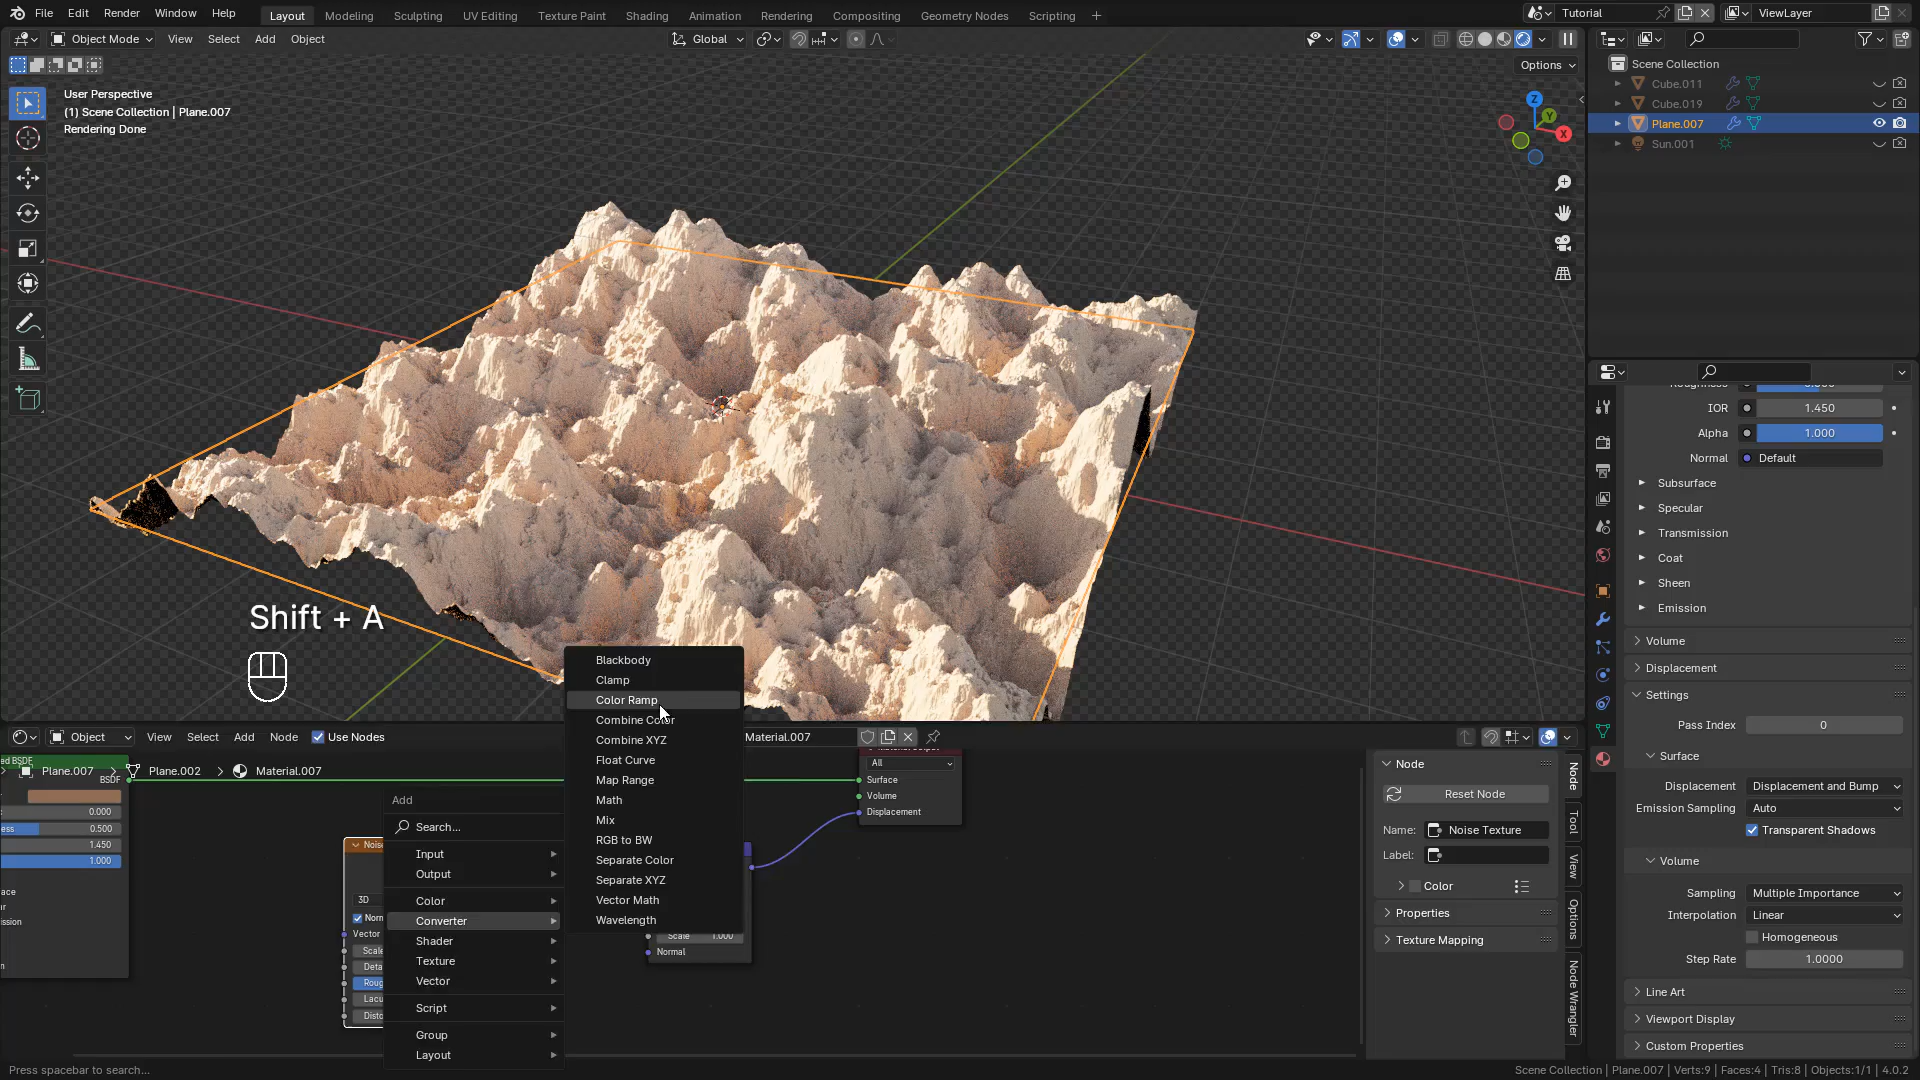 File Edit Render Window Help
Layout Modeling Sculpting UV Editing Texture Paint Shading Animation Rendering Compositing Geometry Nodes Scripting +
Tutorial
ViewLayer
Object Mode View Select Add Object
Global
Options
User Perspective
(1) Scene Collection | Plane.007
Rendering Done
Z
Y
X
Scene Collection
Cube.011
Cube.019
Plane.007
Sun.001
Shift + A
Blackbody
Clamp
Color Ramp
Combine Color
Combine XYZ
Float Curve
Map Range
Math
Mix
RGB to BW
Separate Color
Separate XYZ
Vector Math
Wavelength
Object View Select Add Node Use Nodes
Material.007
Plane.007 > Plane.002 > Material.007
BSDF
0.000
0.500
1.450
1.000
3D
Vector
Add
Search...
Input
Output
Color
Converter
Shader
Texture
Vector
Script
Group
Layout
Scale 1.000
Normal
All
Surface
Volume
Displacement
Node
Reset Node
Name: Noise Texture
Label:
Color
Properties
Texture Mapping
Node
Tool
View
Options
Node Wrangler
IOR 1.450
Alpha 1.000
Normal Default
Subsurface
Specular
Transmission
Coat
Sheen
Emission
Volume
Displacement
Settings
Pass Index 0
Surface
Displacement Displacement and Bump
Emission Sampling Auto
Transparent Shadows
Volume
Sampling Multiple Importance
Interpolation Linear
Homogeneous
Step Rate 1.0000
Line Art
Viewport Display
Custom Properties
Press spacebar to search...
Scene Collection | Plane.007 | Verts:9 | Faces:4 | Tris:8 | Objects:1/1 | 4.0.2